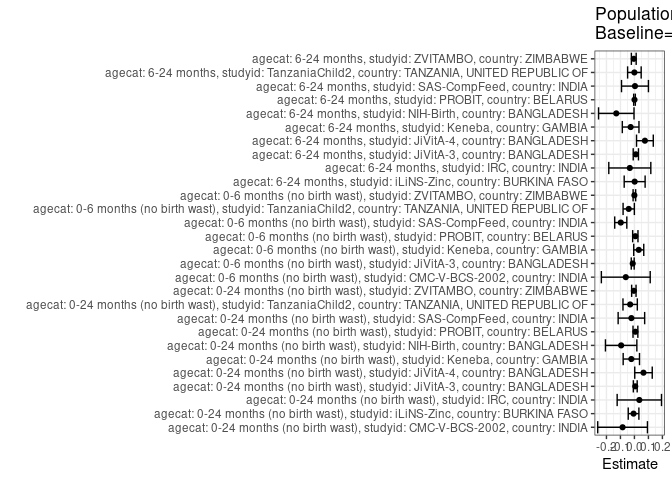 Population
Baseline=
agecat: 6-24 months, studyid: ZVITAMBO, country: ZIMBABWE
agecat: 6-24 months, studyid: TanzaniaChild2, country: TANZANIA, UNITED REPUBLIC OF
agecat: 6-24 months, studyid: SAS-CompFeed, country: INDIA
agecat: 6-24 months, studyid: PROBIT, country: BELARUS
agecat: 6-24 months, studyid: NIH-Birth, country: BANGLADESH
agecat: 6-24 months, studyid: Keneba, country: GAMBIA
agecat: 6-24 months, studyid: JiVitA-4, country: BANGLADESH
agecat: 6-24 months, studyid: JiVitA-3, country: BANGLADESH
agecat: 6-24 months, studyid: IRC, country: INDIA
agecat: 6-24 months, studyid: iLiNS-Zinc, country: BURKINA FASO
agecat: 0-6 months (no birth wast), studyid: ZVITAMBO, country: ZIMBABWE
agecat: 0-6 months (no birth wast), studyid: TanzaniaChild2, country: TANZANIA, UNITED REPUBLIC OF
agecat: 0-6 months (no birth wast), studyid: SAS-CompFeed, country: INDIA
agecat: 0-6 months (no birth wast), studyid: PROBIT, country: BELARUS
agecat: 0-6 months (no birth wast), studyid: Keneba, country: GAMBIA
agecat: 0-6 months (no birth wast), studyid: JiVitA-3, country: BANGLADESH
agecat: 0-6 months (no birth wast), studyid: CMC-V-BCS-2002, country: INDIA
agecat: 0-24 months (no birth wast), studyid: ZVITAMBO, country: ZIMBABWE
agecat: 0-24 months (no birth wast), studyid: TanzaniaChild2, country: TANZANIA, UNITED REPUBLIC OF
agecat: 0-24 months (no birth wast), studyid: SAS-CompFeed, country: INDIA
agecat: 0-24 months (no birth wast), studyid: PROBIT, country: BELARUS
agecat: 0-24 months (no birth wast), studyid: NIH-Birth, country: BANGLADESH
agecat: 0-24 months (no birth wast), studyid: Keneba, country: GAMBIA
agecat: 0-24 months (no birth wast), studyid: JiVitA-4, country: BANGLADESH
agecat: 0-24 months (no birth wast), studyid: JiVitA-3, country: BANGLADESH
agecat: 0-24 months (no birth wast), studyid: IRC, country: INDIA
agecat: 0-24 months (no birth wast), studyid: iLiNS-Zinc, country: BURKINA FASO
agecat: 0-24 months (no birth wast), studyid: CMC-V-BCS-2002, country: INDIA
-0.2 -0.1 0.0 0.1 0.2
Estimate